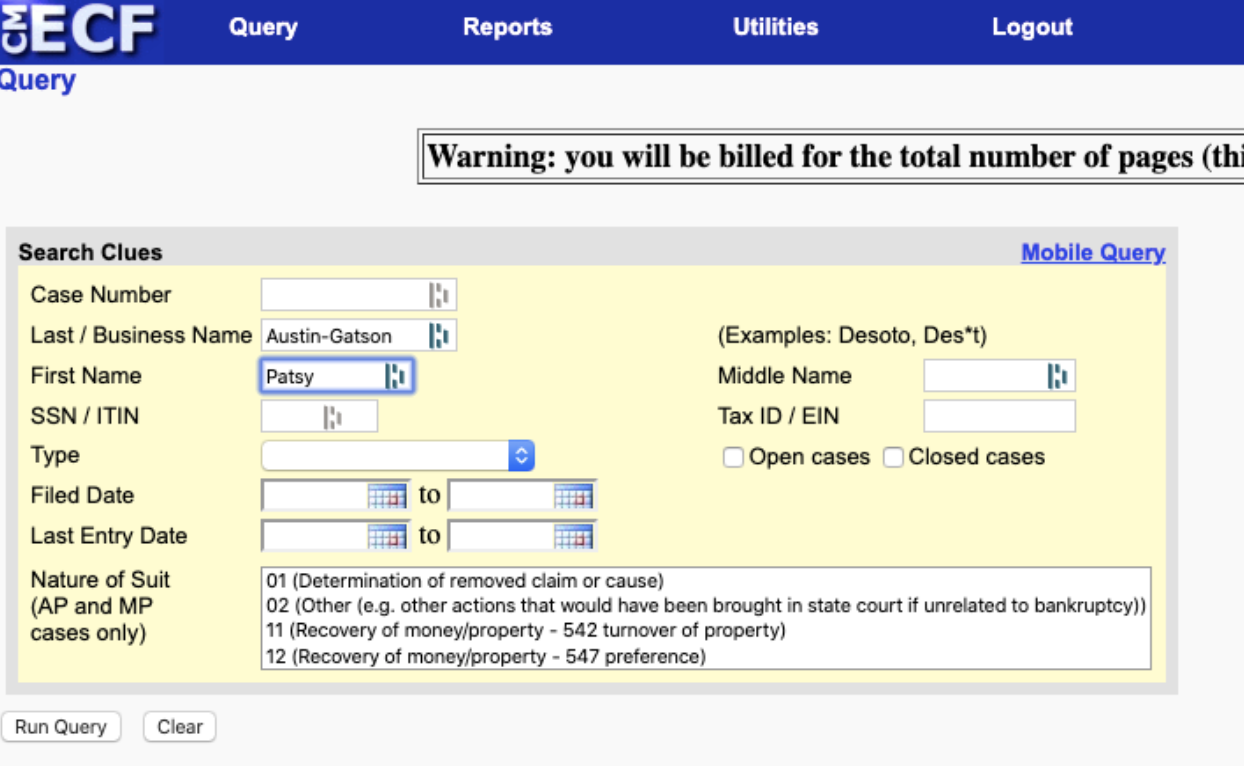 CM ECF Query Reports Utilities Logout
Query
Warning: you will be billed for the total number of pages (thi
Search Clues Mobile Query
Case Number
Last / Business Name Austin-Gatson (Examples: Desoto, Des*t)
First Name Patsy Middle Name
SSN / ITIN Tax ID / EIN
Type Open cases Closed cases
Filed Date to
Last Entry Date to
Nature of Suit
(AP and MP
cases only)
01 (Determination of removed claim or cause)
02 (Other (e.g. other actions that would have been brought in state court if unrelated to bankruptcy))
11 (Recovery of money/property - 542 turnover of property)
12 (Recovery of money/property - 547 preference)
Run Query Clear